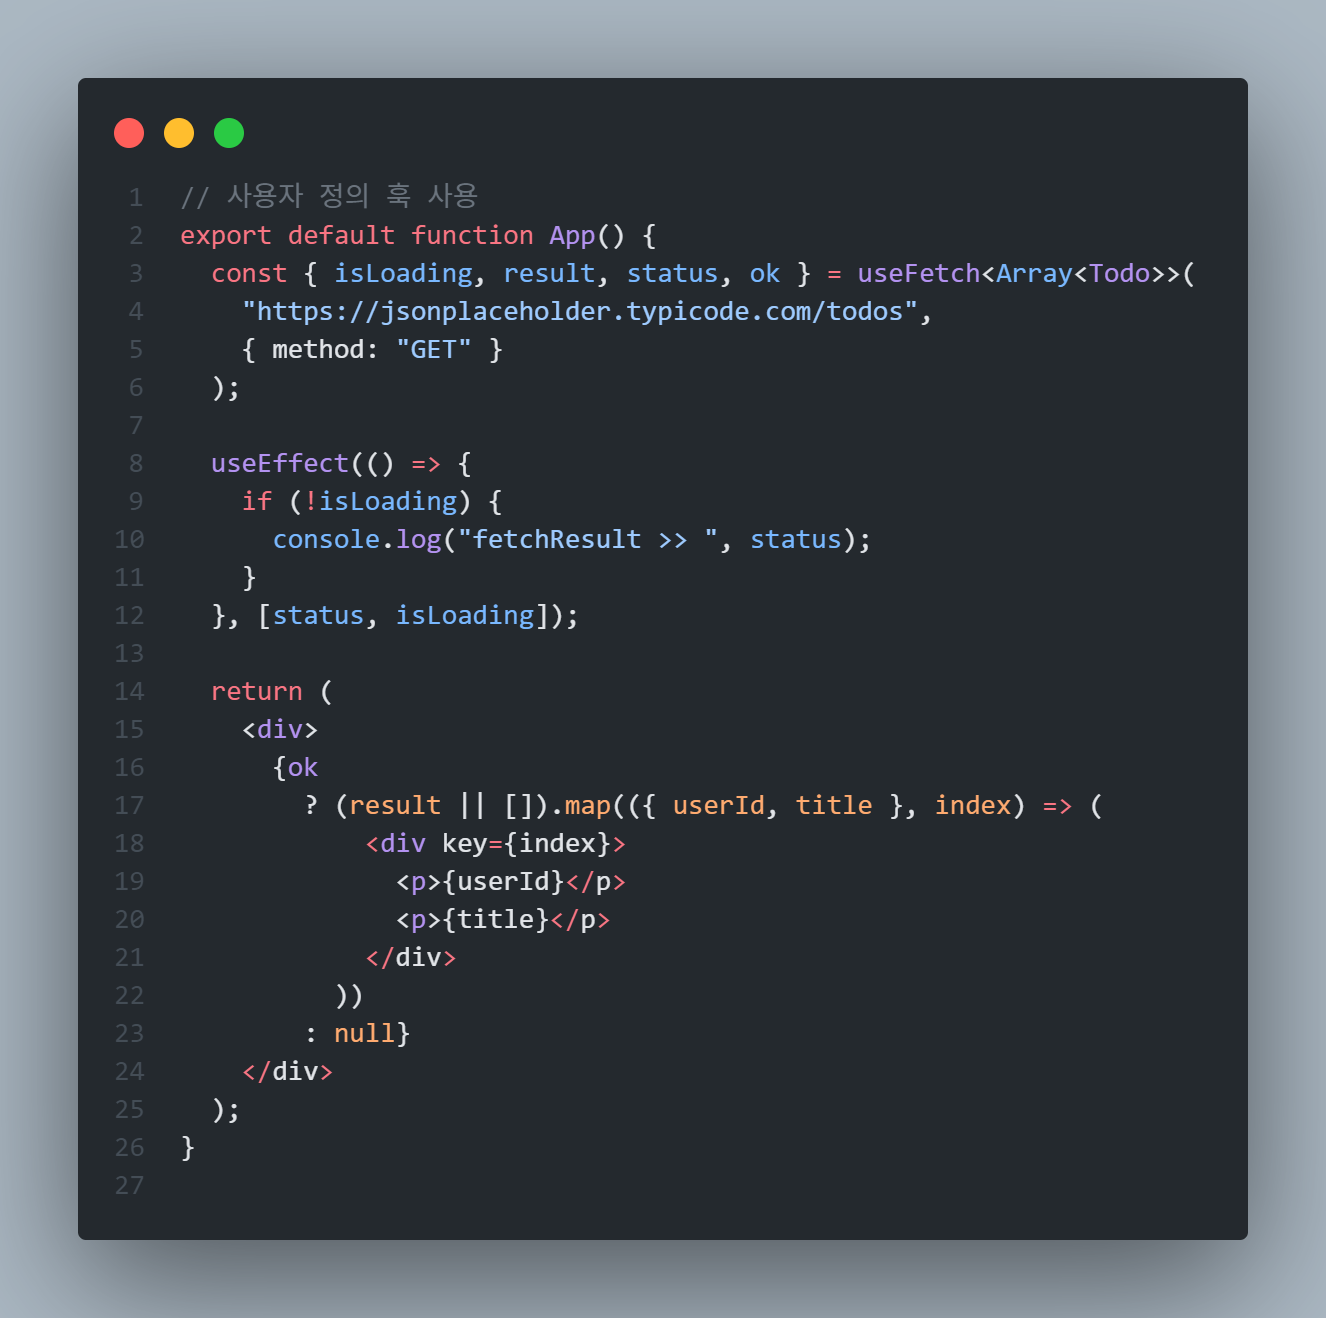 1 // 사용자 정의 훅 사용
2 export default function App() {
3   const { isLoading, result, status, ok } = useFetch<Array<Todo>>(
4     "https://jsonplaceholder.typicode.com/todos",
5     { method: "GET" }
6   );
7
8   useEffect(() => {
9     if (!isLoading) {
10       console.log("fetchResult >> ", status);
11     }
12   }, [status, isLoading]);
13
14   return (
15     <div>
16       {ok
17         ? (result || []).map(({ userId, title }, index) => (
18             <div key={index}>
19               <p>{userId}</p>
20               <p>{title}</p>
21             </div>
22           ))
23         : null}
24     </div>
25   );
26 }
27